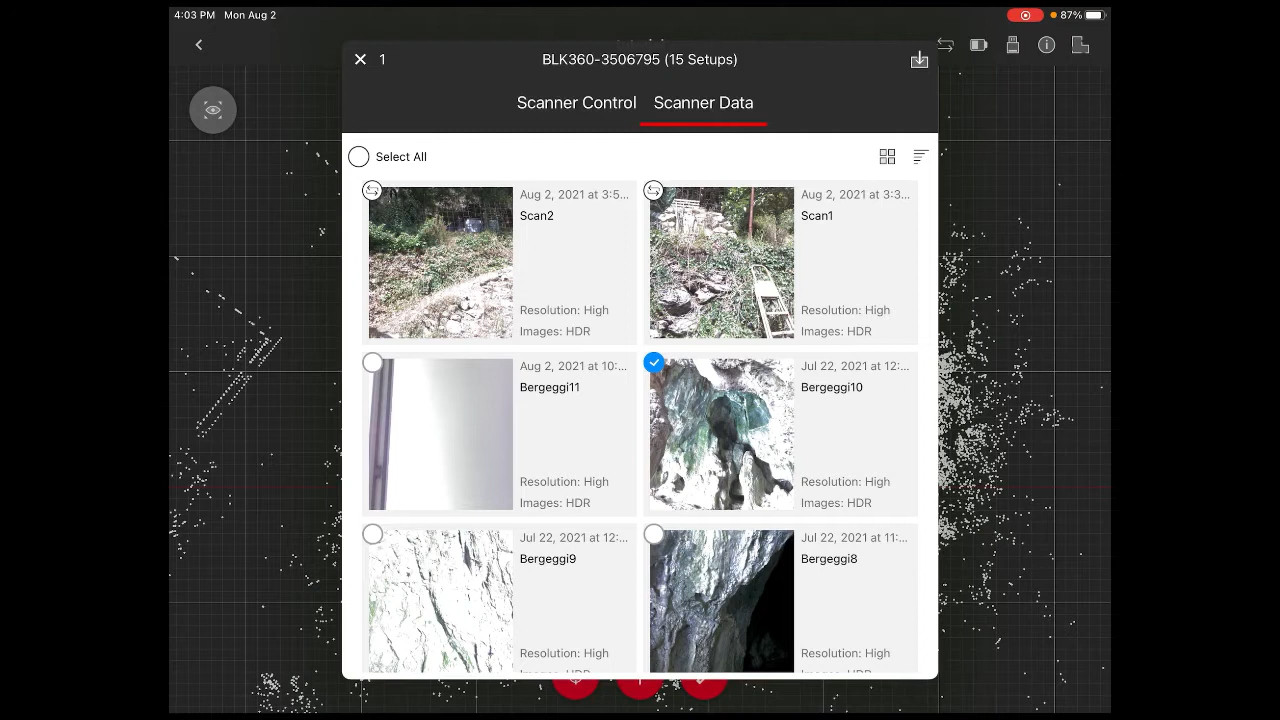 4:03 PM Mon Aug 2
87%
1
BLK360-3506795 (15 Setups)
Scanner Control
Scanner Data
Select All
Aug 2, 2021 at 3:5...
Scan2
Resolution: High
Images: HDR
Aug 2, 2021 at 3:3...
Scan1
Resolution: High
Images: HDR
Aug 2, 2021 at 10:...
Bergeggi11
Resolution: High
Images: HDR
Jul 22, 2021 at 12:...
Bergeggi10
Resolution: High
Images: HDR
Jul 22, 2021 at 12:...
Bergeggi9
Resolution: High
Images: HDR
Jul 22, 2021 at 11:...
Bergeggi8
Resolution: High
Images: HDR